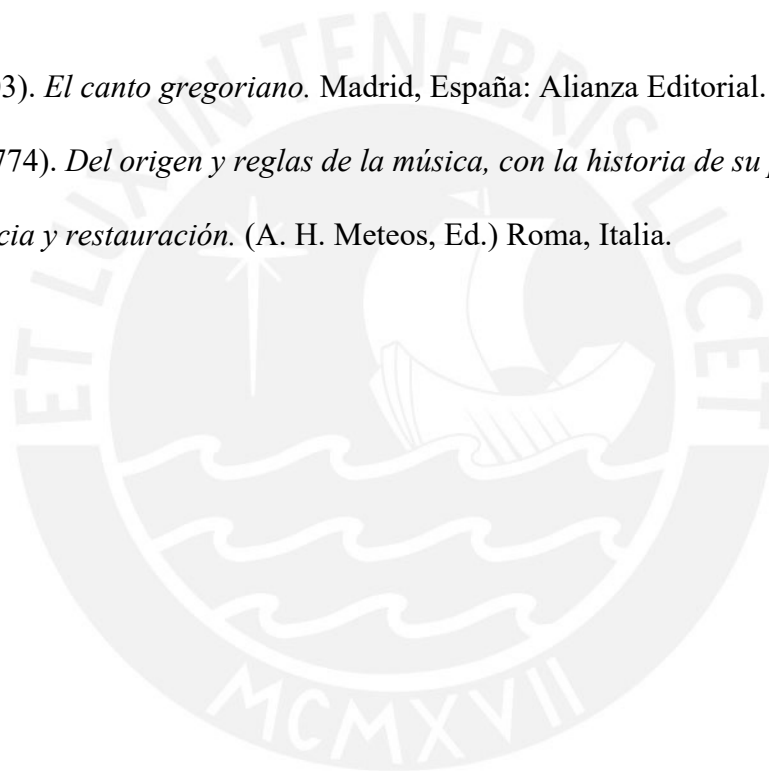 03). El canto gregoriano. Madrid, España: Alianza Editorial.
774). Del origen y reglas de la música, con la historia de su
cia y restauración. (A. H. Meteos, Ed.) Roma, Italia.
ET LUX IN TENEBRIS LUCET
MCMXVII